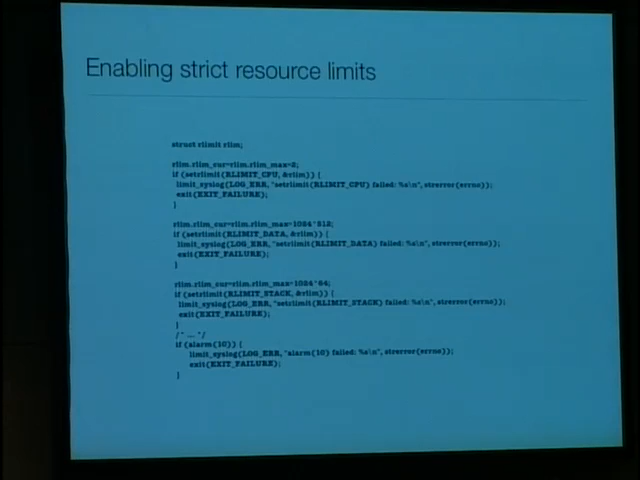 Enabling strict resource limits
struct rlimit rlim;
rlim.rlim_cur=rlim.rlim_max=2;
if (setrlimit(RLIMIT_CPU, &rlim)) {
limit_syslog(LOG_ERR, "setrlimit(RLIMIT_CPU) failed: %s\n", strerror(errno));
exit(EXIT_FAILURE);
}
rlim.rlim_cur=rlim.rlim_max=1024*512;
if (setrlimit(RLIMIT_DATA, &rlim)) {
limit_syslog(LOG_ERR, "setrlimit(RLIMIT_DATA) failed: %s\n", strerror(errno));
exit(EXIT_FAILURE);
}
rlim.rlim_cur=rlim.rlim_max=1024*64;
if (setrlimit(RLIMIT_STACK, &rlim)) {
limit_syslog(LOG_ERR, "setrlimit(RLIMIT_STACK) failed: %s\n", strerror(errno));
exit(EXIT_FAILURE);
}
/* ... */
if (alarm(10)) {
limit_syslog(LOG_ERR, "alarm(10) failed: %s\n", strerror(errno));
exit(EXIT_FAILURE);
}